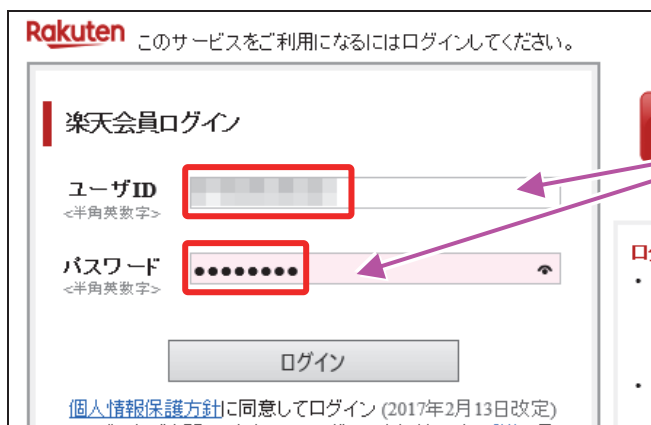 Rakuten このサービスをご利用になるにはログインしてください。
楽天会員ログイン
ユーザID
<半角英数字>
パスワード
<半角英数字>
●●●●●●●●
ログイン
個人情報保護方針に同意してログイン (2017年2月13日改定)